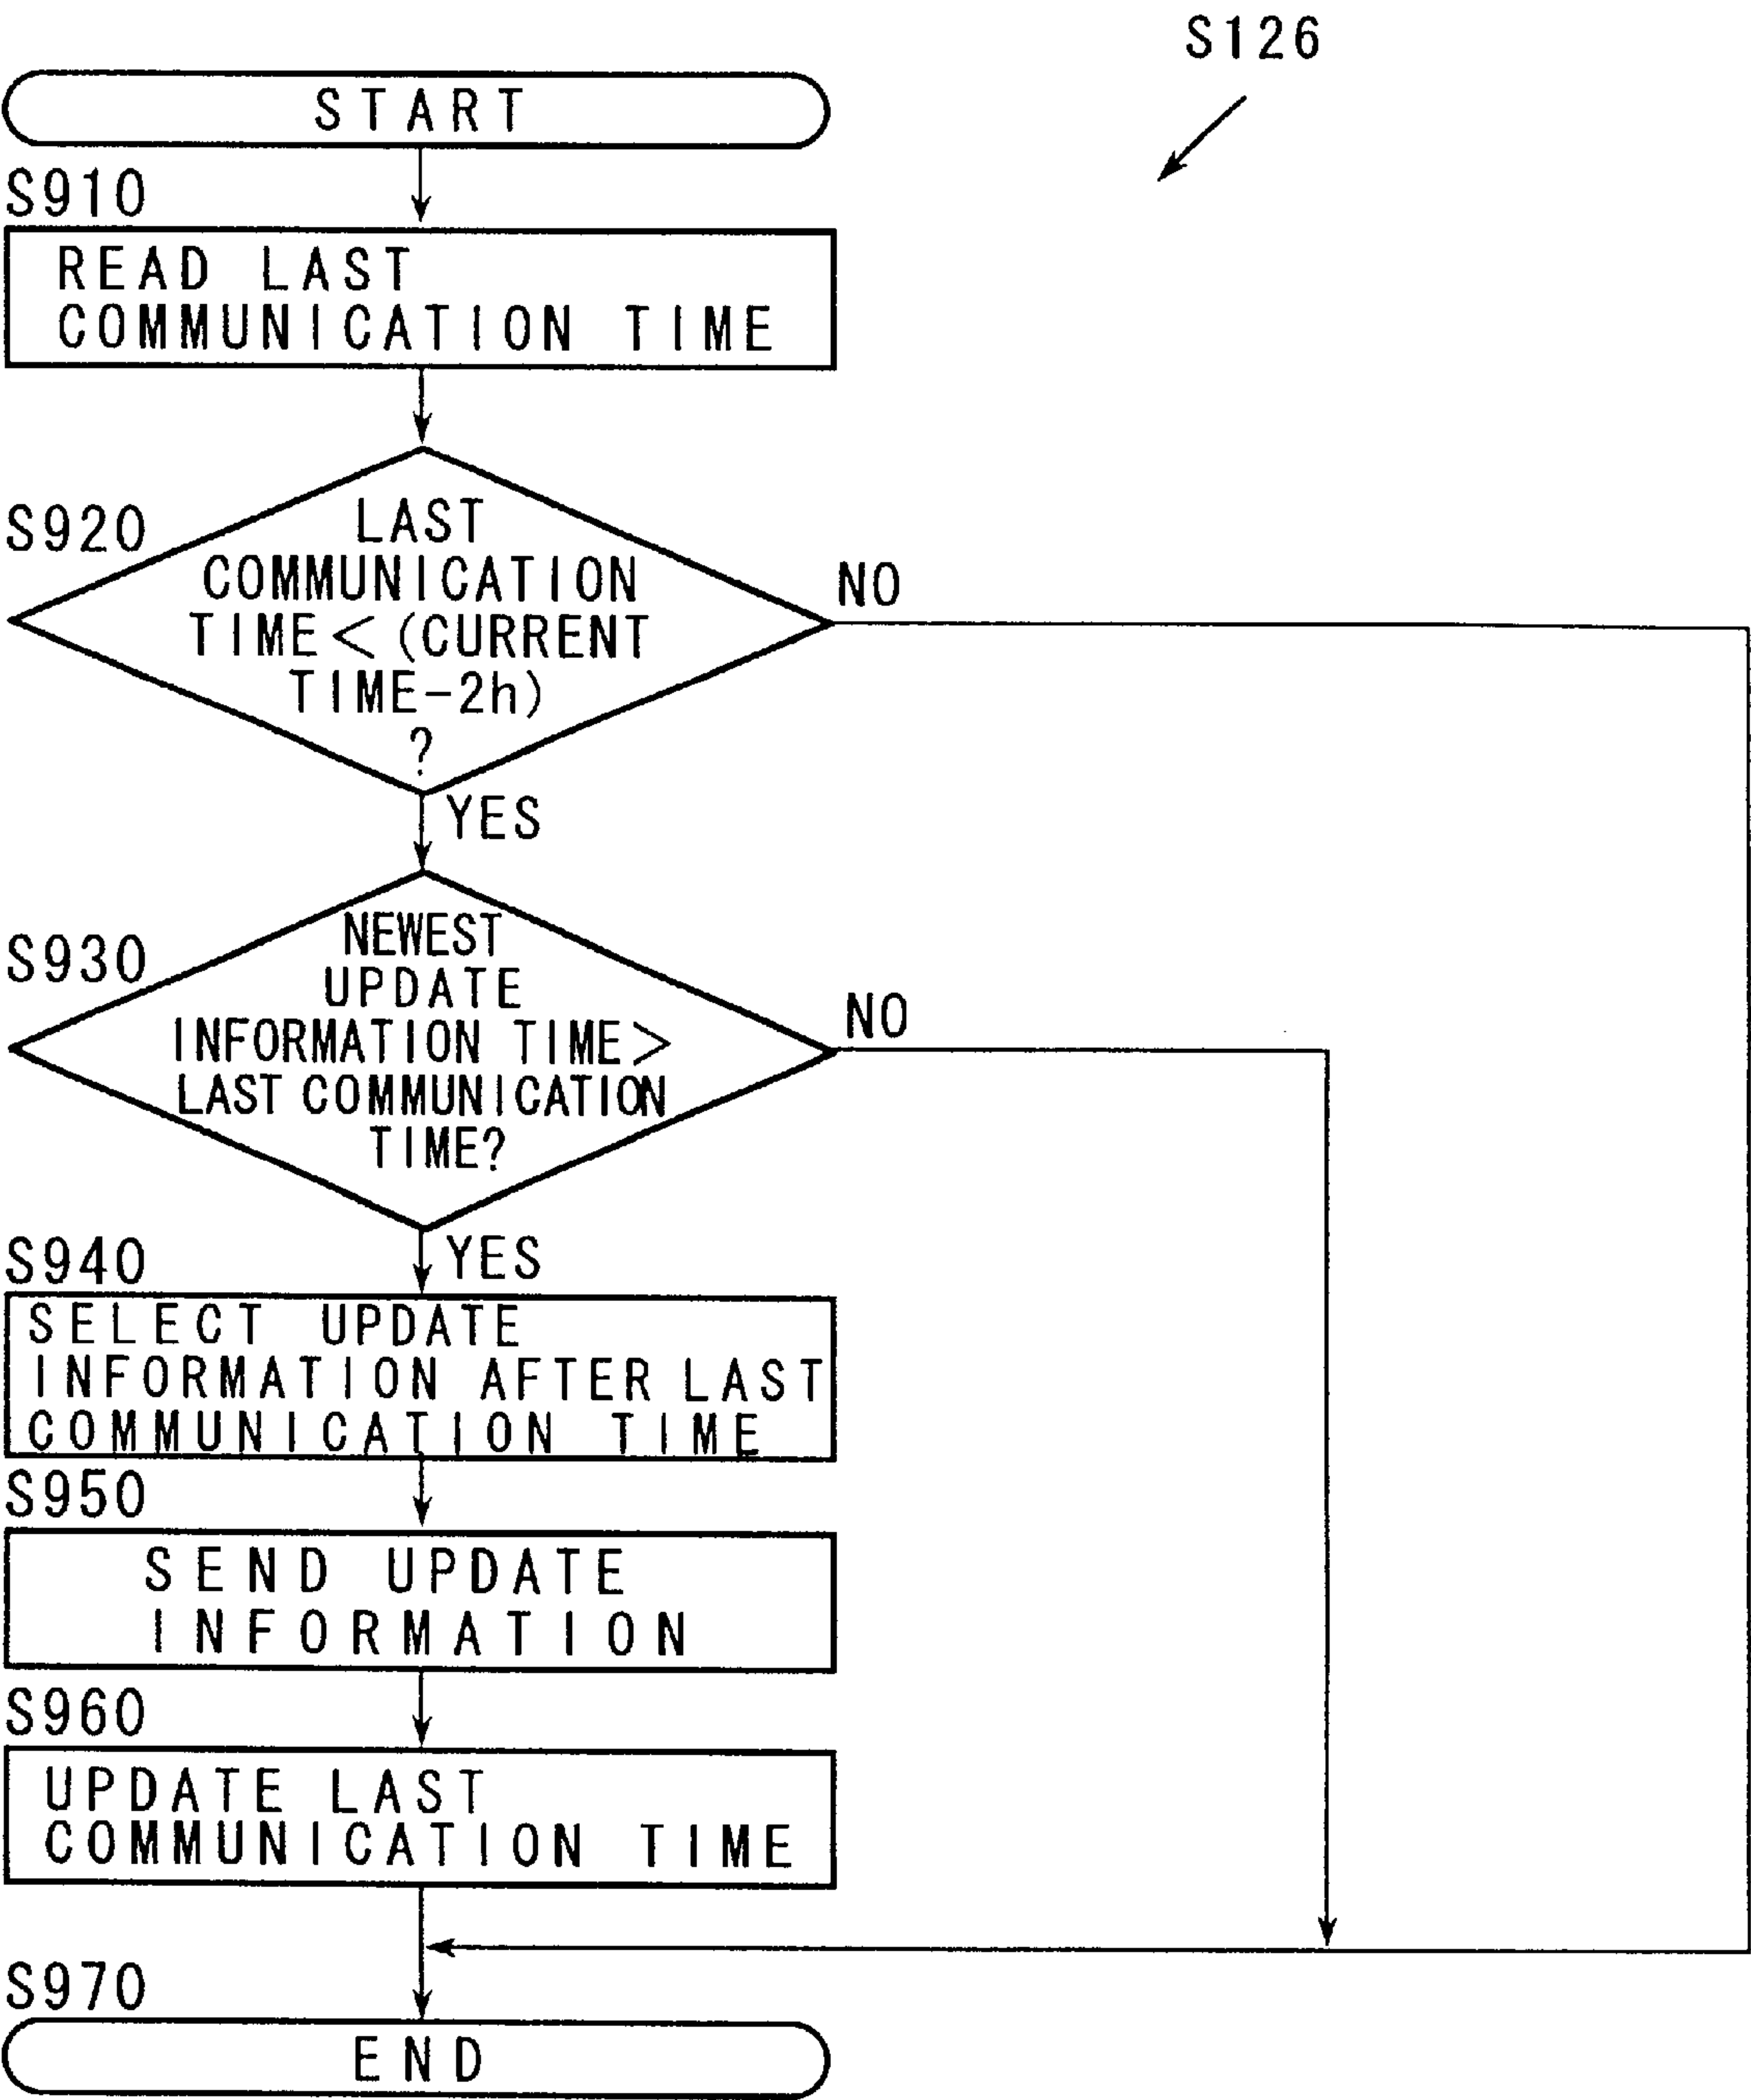 S126
START
S910
READ LAST
COMMUNICATION TIME
S920
LAST
COMMUNICATION
TIME<(CURRENT
TIME-2h)
?
NO
YES
S930
NEWEST
UPDATE
INFORMATION TIME>
LAST COMMUNICATION
TIME?
NO
YES
S940
SELECT UPDATE
INFORMATION AFTER LAST
COMMUNICATION TIME
S950
SEND UPDATE
INFORMATION
S960
UPDATE LAST
COMMUNICATION TIME
S970
END